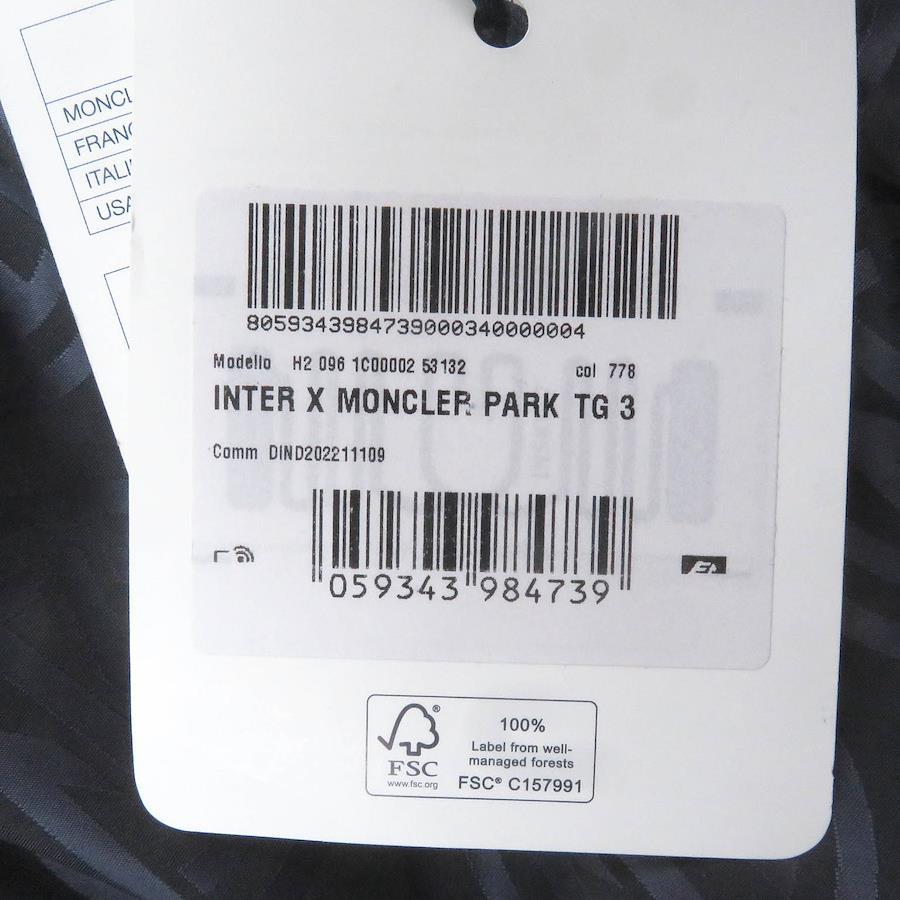 MONCL
FRANC
ITALI
USA
8059343984739000340000004
Modello H2 096 1C00002 53132 col 778
INTER X MONCLER PARK TG 3
Comm DIND202211109
059343 984739
FSC®
www.fsc.org
100%
Label from well-
managed forests
FSC® C157991